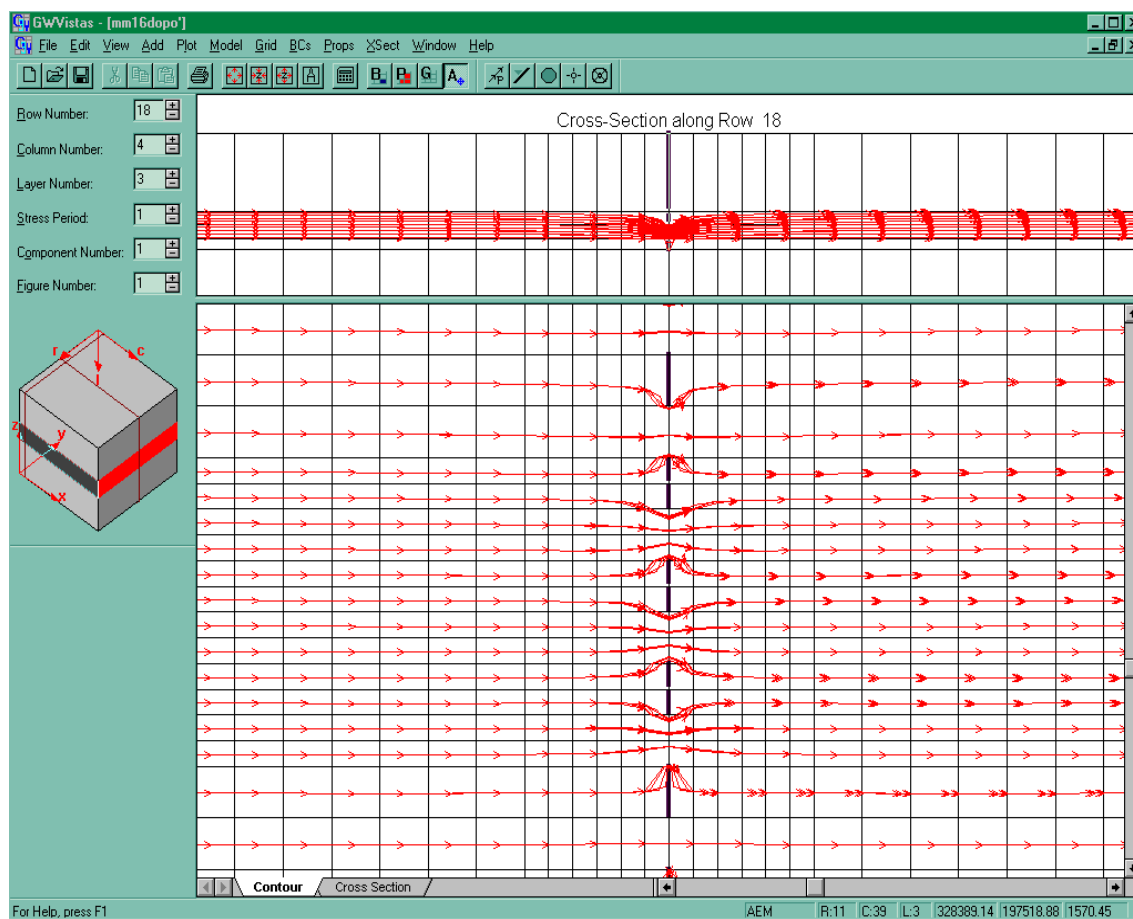 GWVistas - [mm16dopo']
File Edit View Add Plot Model Grid BCs Props XSect Window Help
Row Number: 18
Column Number: 4
Layer Number: 3
Stress Period: 1
Component Number: 1
Figure Number: 1
Cross-Section along Row 18
r c
l
z y
x
Contour Cross Section
For Help, press F1 AEM R:11 C:39 L:3 328389.14 197518.88 1570.45